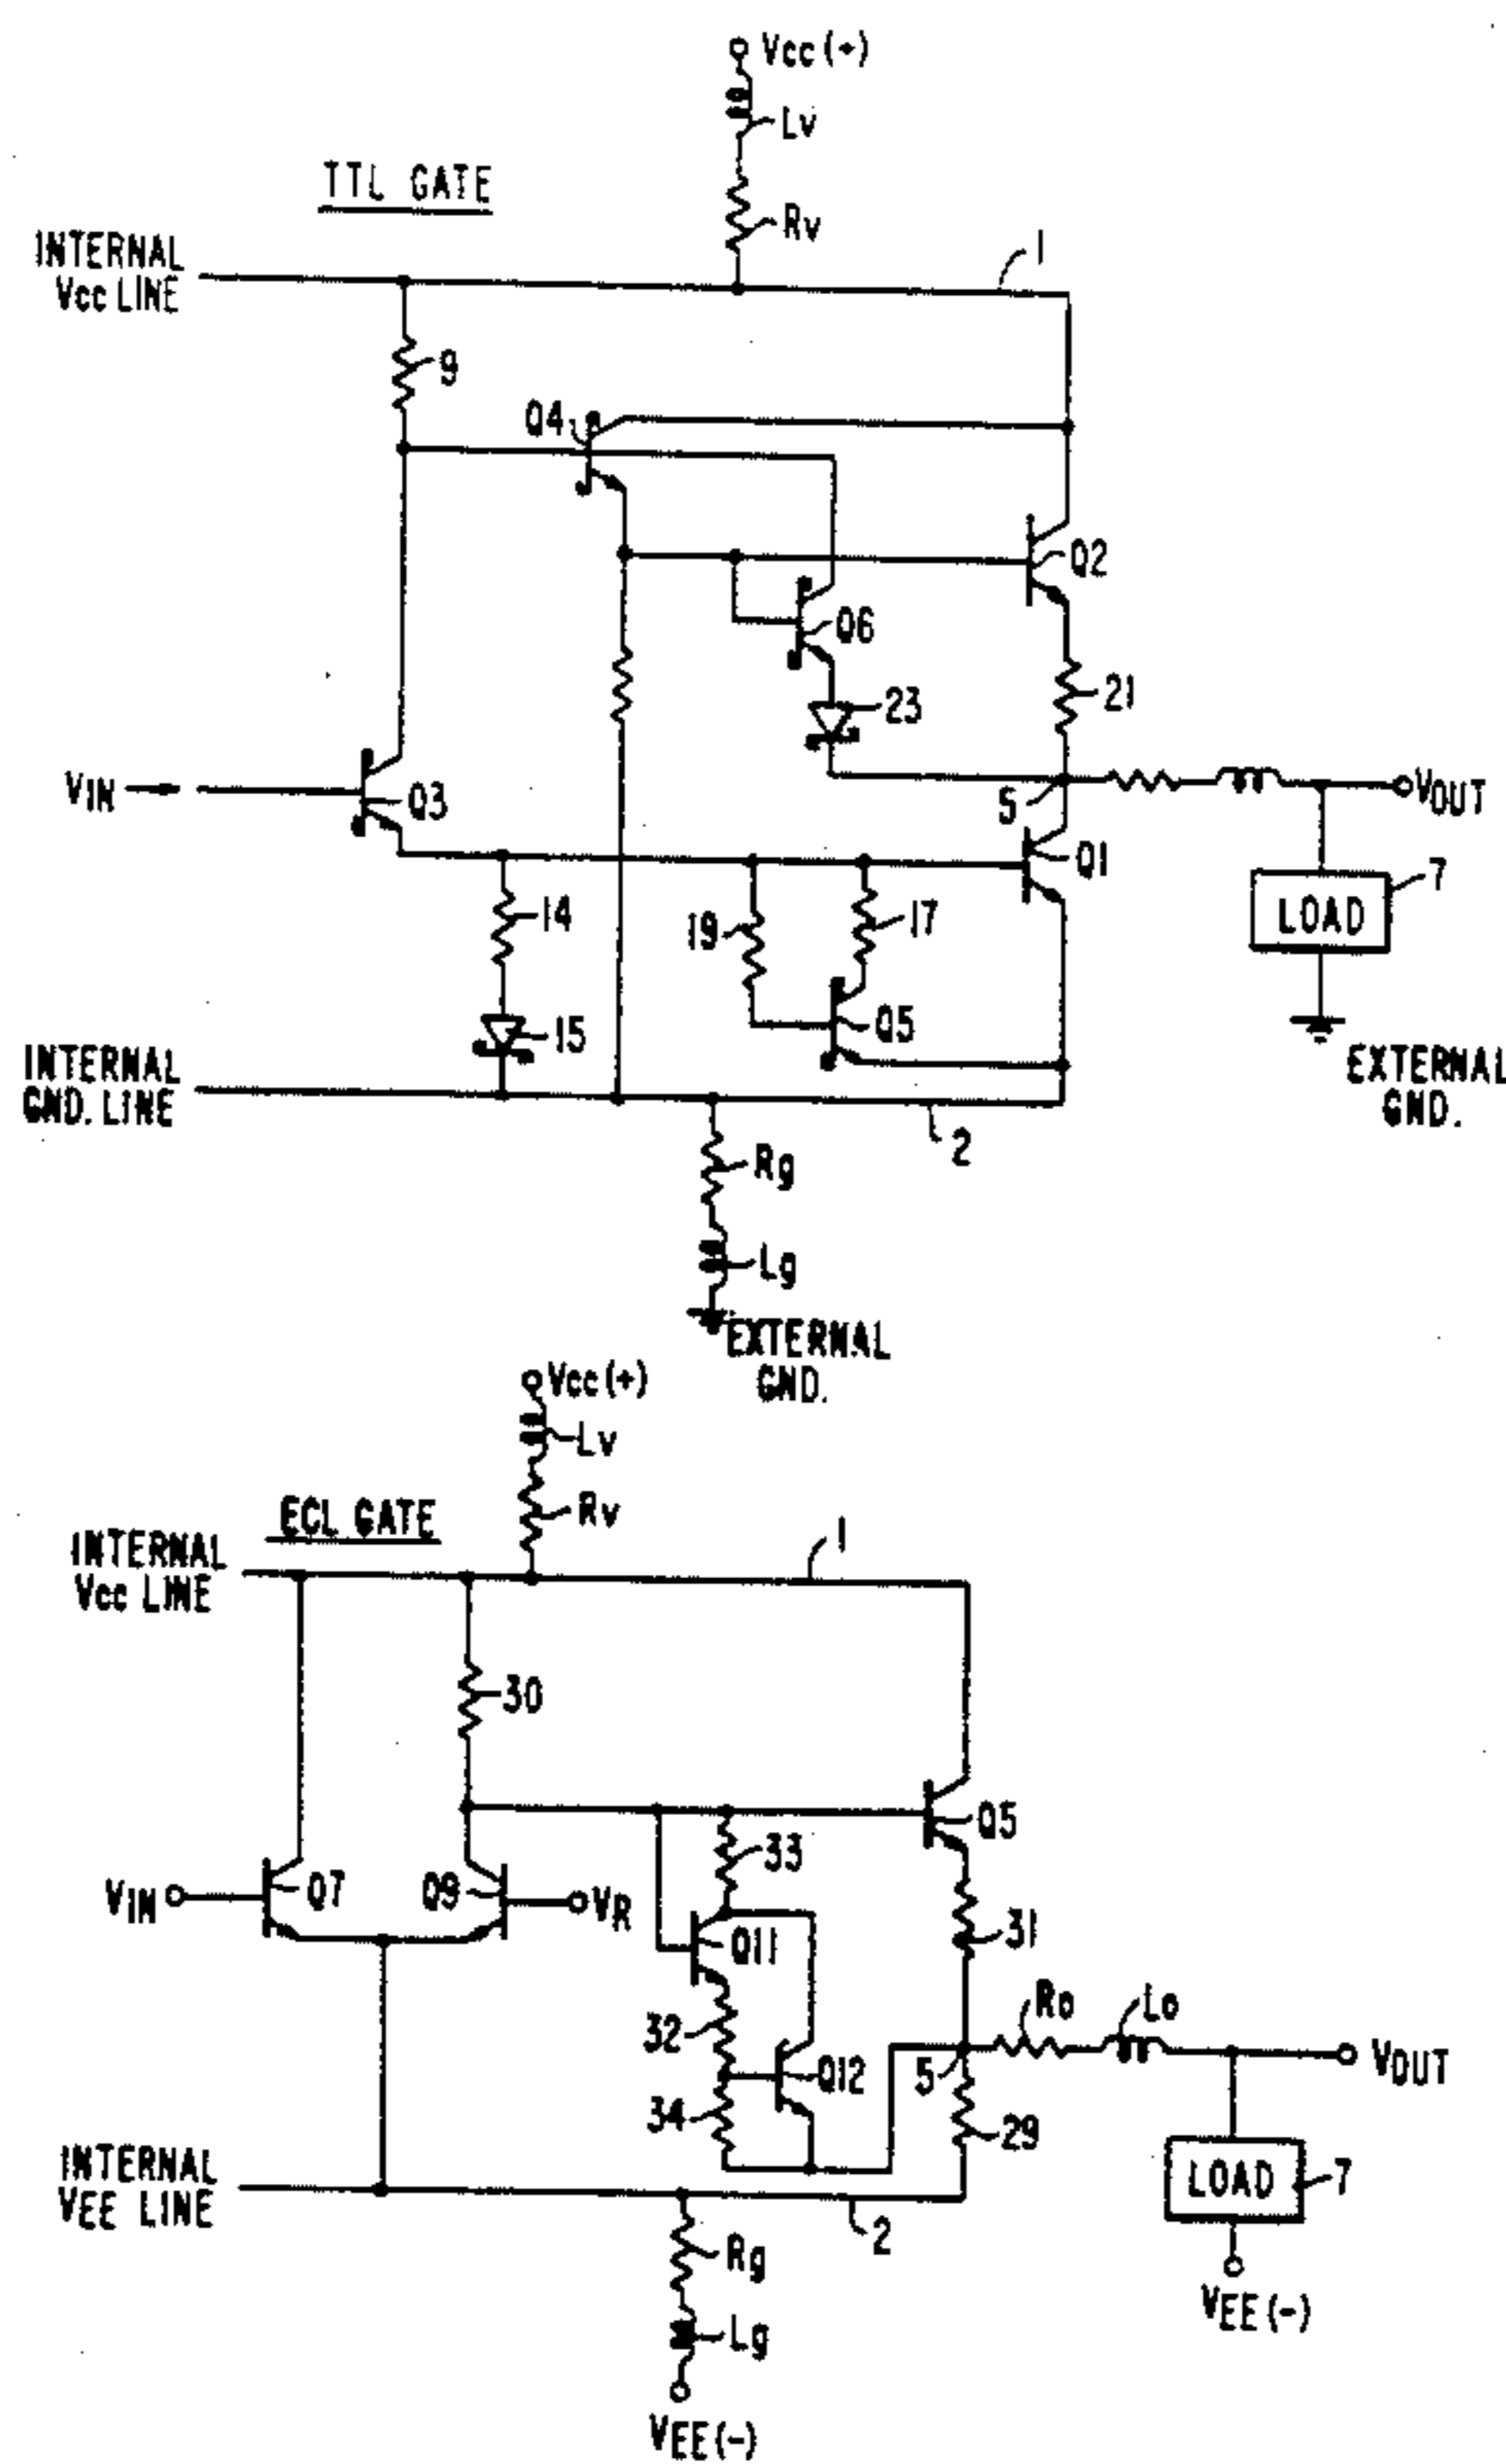 Vcc (+)
Lv
TTL GATE
Rv
INTERNAL
Vcc LINE
1
9
Q4
Q2
Q6
23
21
VIN
Q3
5
VOUT
Q1
7
LOAD
14
19
17
15
Q5
INTERNAL
GND. LINE
EXTERNAL
GND.
2
Rg
Lg
EXTERNAL
GND.
Vcc (+)
Lv
ECL GATE
Rv
INTERNAL
Vcc LINE
1
30
Q5
33
VIN
Q7
Q9
VR
Q11
31
32
Ro
Lo
Q12
5
VOUT
34
29
INTERNAL
VEE LINE
LOAD
7
2
Rg
VEE (-)
Lg
VEE (-)